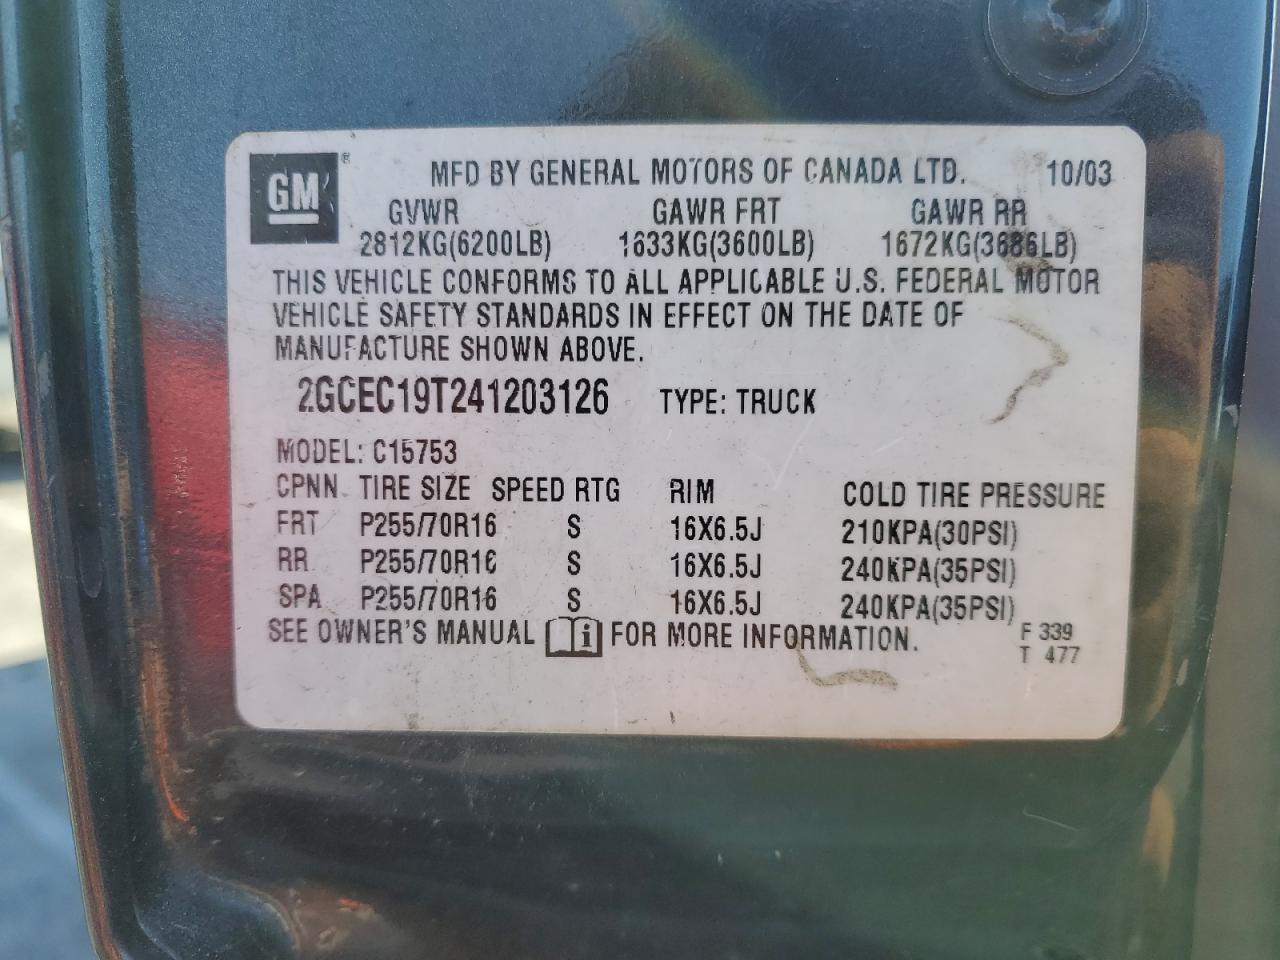 GM® MFD BY GENERAL MOTORS OF CANADA LTD. 10/03
GVWR GAWR FRT GAWR RR
2812KG(6200LB) 1633KG(3600LB) 1672KG(3686LB)
THIS VEHICLE CONFORMS TO ALL APPLICABLE U.S. FEDERAL MOTOR
VEHICLE SAFETY STANDARDS IN EFFECT ON THE DATE OF
MANUFACTURE SHOWN ABOVE.
2GCEC19T241203126 TYPE: TRUCK
MODEL: C15753
CPNN TIRE SIZE SPEED RTG RIM COLD TIRE PRESSURE
FRT P255/70R16 S 16X6.5J 210KPA(30PSI)
RR P255/70R16 S 16X6.5J 240KPA(35PSI)
SPA P255/70R16 S 16X6.5J 240KPA(35PSI)
SEE OWNER'S MANUAL i FOR MORE INFORMATION.
F 339
T 477